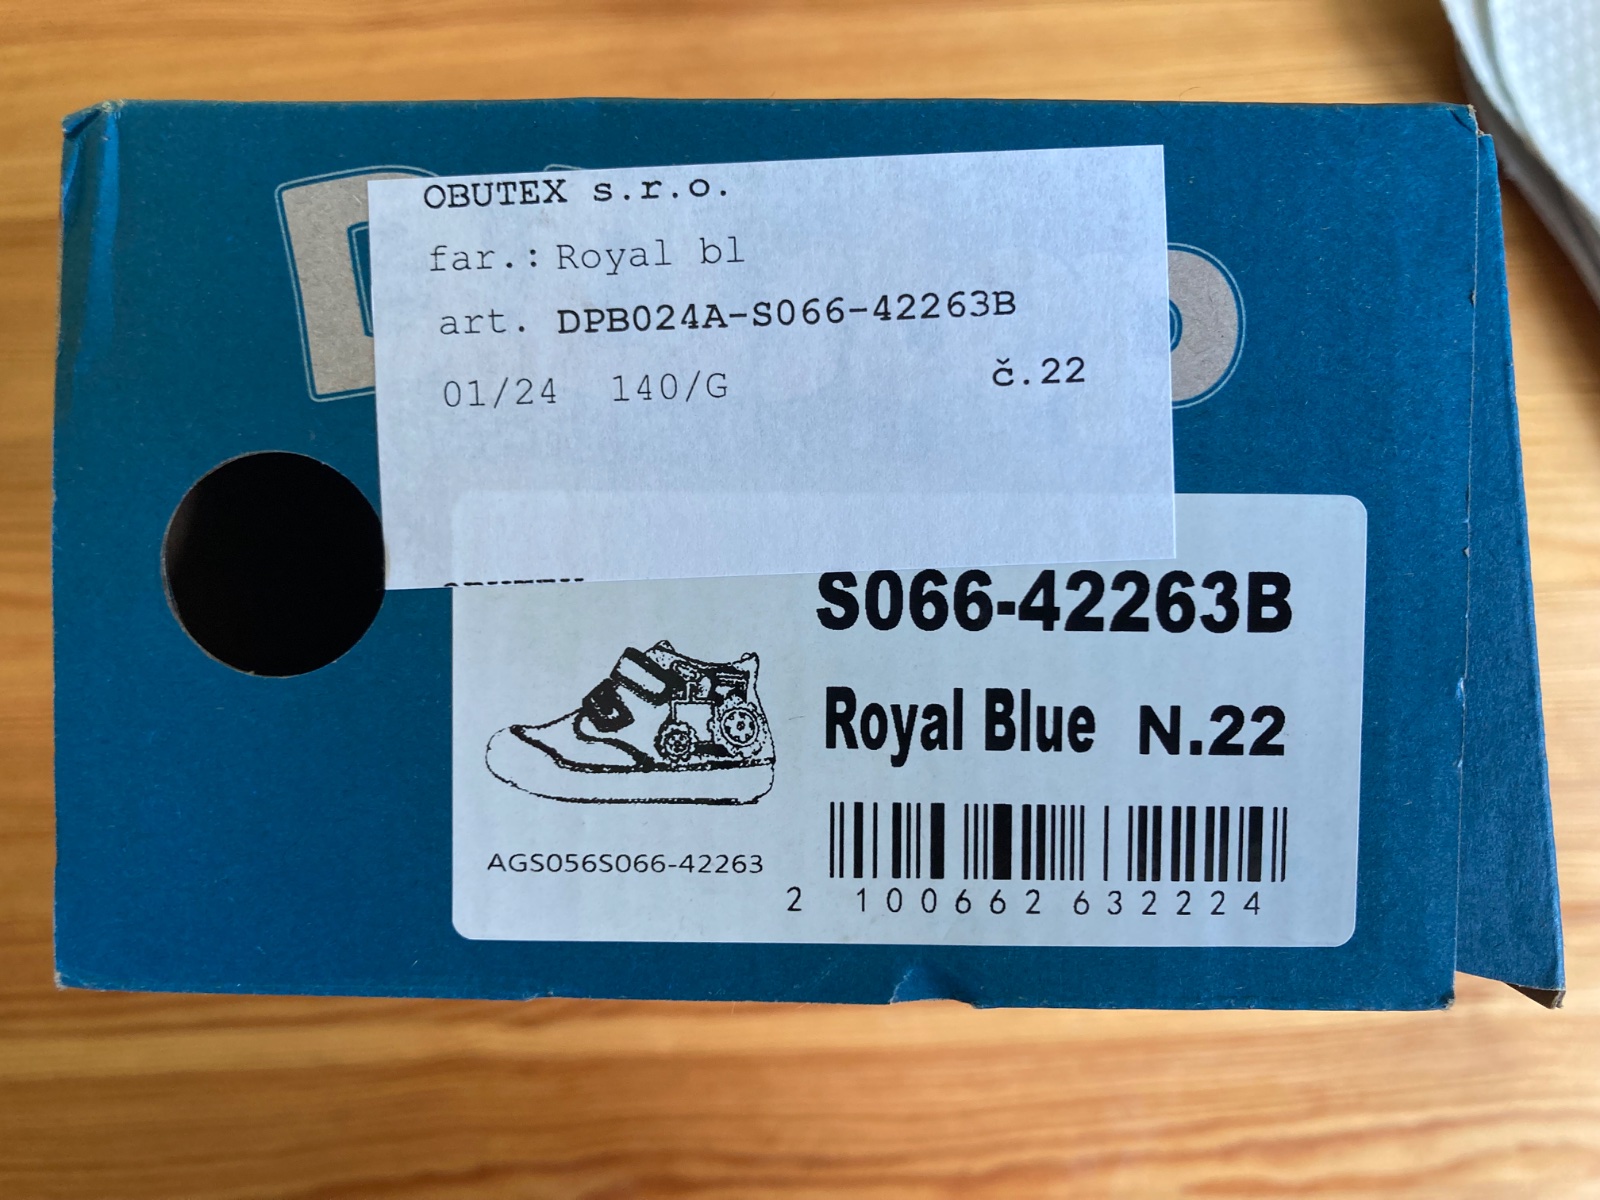 OBUTEX s.r.o.
far.: Royal bl
art. DPB024A-S066-42263B
01/24 140/G č.22
S066-42263B
Royal Blue N.22
AGS056S066-42263
2 100662 632224